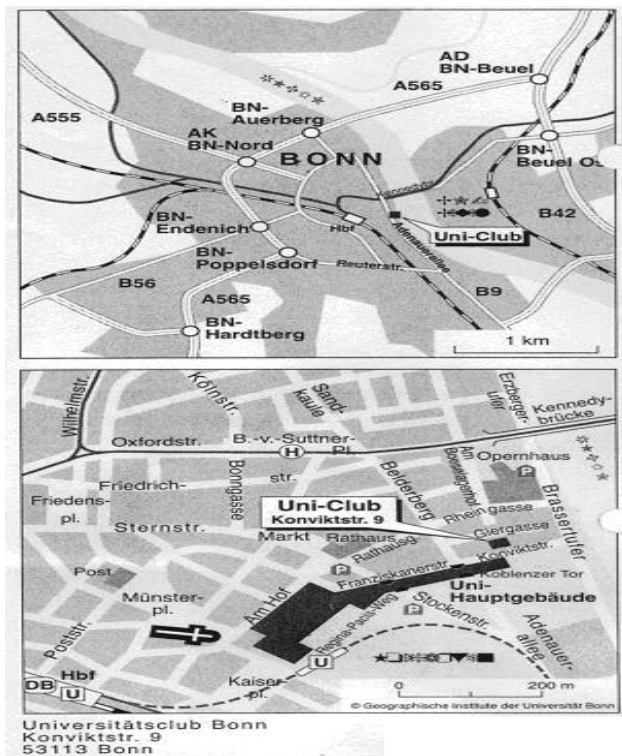 AD
BN-Beuel
A565
A555
BN-
Auerberg
AK
BN-Nord
BONN
BN-
Beuel Os
BN-
Endenich
Hbf
Adenauerallee
Uni-Club
B42
BN-
Poppelsdorf
Reuterstr.
B56
A565
B9
BN-
Hardtberg
1 km
Wilhelmstr.
Kölnstr.
Sand-
kaule
Erzberger-
ufer
Kennedy-
brücke
Oxfordstr.
B.-v.-Suttner-
Pl.
H
Opernhaus
P
Friedrich-
str.
Bonngasse
Belderberg
Am
Brassertufer
Friedens-
pl.
Uni-Club
Konviktstr. 9
Rheingasse
Sternstr.
Markt
Rathaus
Giergasse
Rathausg.
P
Konviktstr.
Post
Franziskanerstr.
Koblenzer Tor
Münster-
pl.
Am Hof
Uni-
Hauptgebäude
Regina-Pacis-Weg
P
Stockenstr.
Poststr.
Adenauer-
allee
Hbf
DB
U
Kaiser-
pl.
U
0 200 m
© Geographische Institute der Universität Bonn
Universitätsclub Bonn
Konviktstr. 9
53113 Bonn